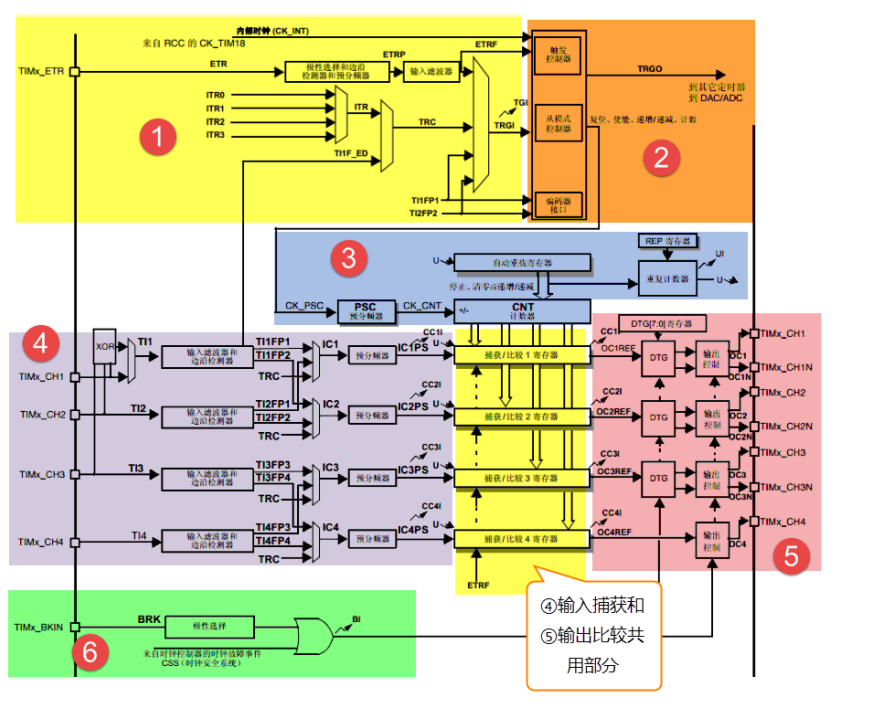 内部时钟 (CK_INT)
来自 RCC 的 CK_TIM18
TIMx_ETR
ETR
极性选择和边沿
检测器和预分频器
ETRP
输入滤波器
ETRF
ITR0
ITR1
ITR2
ITR3
ITR
TRC
TI1F_ED
TGI
TRGI
TI1FP1
TI2FP2
1
触发
控制器
从模式
控制器
编码器
接口
TRGO
到其它定时器
到 DAC/ADC
复位、使能、递增/递减、计数
2
3
U
自动重载寄存器
停止、清零或递增/递减
REP 寄存器
重复计数器
UI
U
CK_PSC
PSC
预分频器
CK_CNT
+/-
CNT
计数器
4
XOR
TI1
输入滤波器和
边沿检测器
TI1FP1
TI1FP2
TRC
IC1
预分频器
IC1PS
CC1I
U
捕获/比较 1 寄存器
CC1I
OC1REF
DTG[7:0]寄存器
DTG
输出
控制
OC1
OC1N
TIMx_CH1
TIMx_CH1N
TIMx_CH1
TIMx_CH2
TI2
输入滤波器和
边沿检测器
TI2FP1
TI2FP2
TRC
IC2
预分频器
IC2PS
CC2I
U
捕获/比较 2 寄存器
CC2I
OC2REF
DTG
输出
控制
OC2
OC2N
TIMx_CH2
TIMx_CH2N
TIMx_CH3
TI3
输入滤波器和
边沿检测器
TI3FP3
TI3FP4
TRC
IC3
预分频器
IC3PS
CC3I
U
捕获/比较 3 寄存器
CC3I
OC3REF
DTG
输出
控制
OC3
OC3N
TIMx_CH3
TIMx_CH3N
TIMx_CH4
TI4
输入滤波器和
边沿检测器
TI4FP3
TI4FP4
TRC
IC4
预分频器
IC4PS
CC4I
U
捕获/比较 4 寄存器
CC4I
OC4REF
输出
控制
OC4
TIMx_CH4
5
ETRF
④输入捕获和
⑤输出比较共
用部分
TIMx_BKIN
BRK
极性选择
BI
来自时钟控制器的时钟故障事件
CSS（时钟安全系统）
6